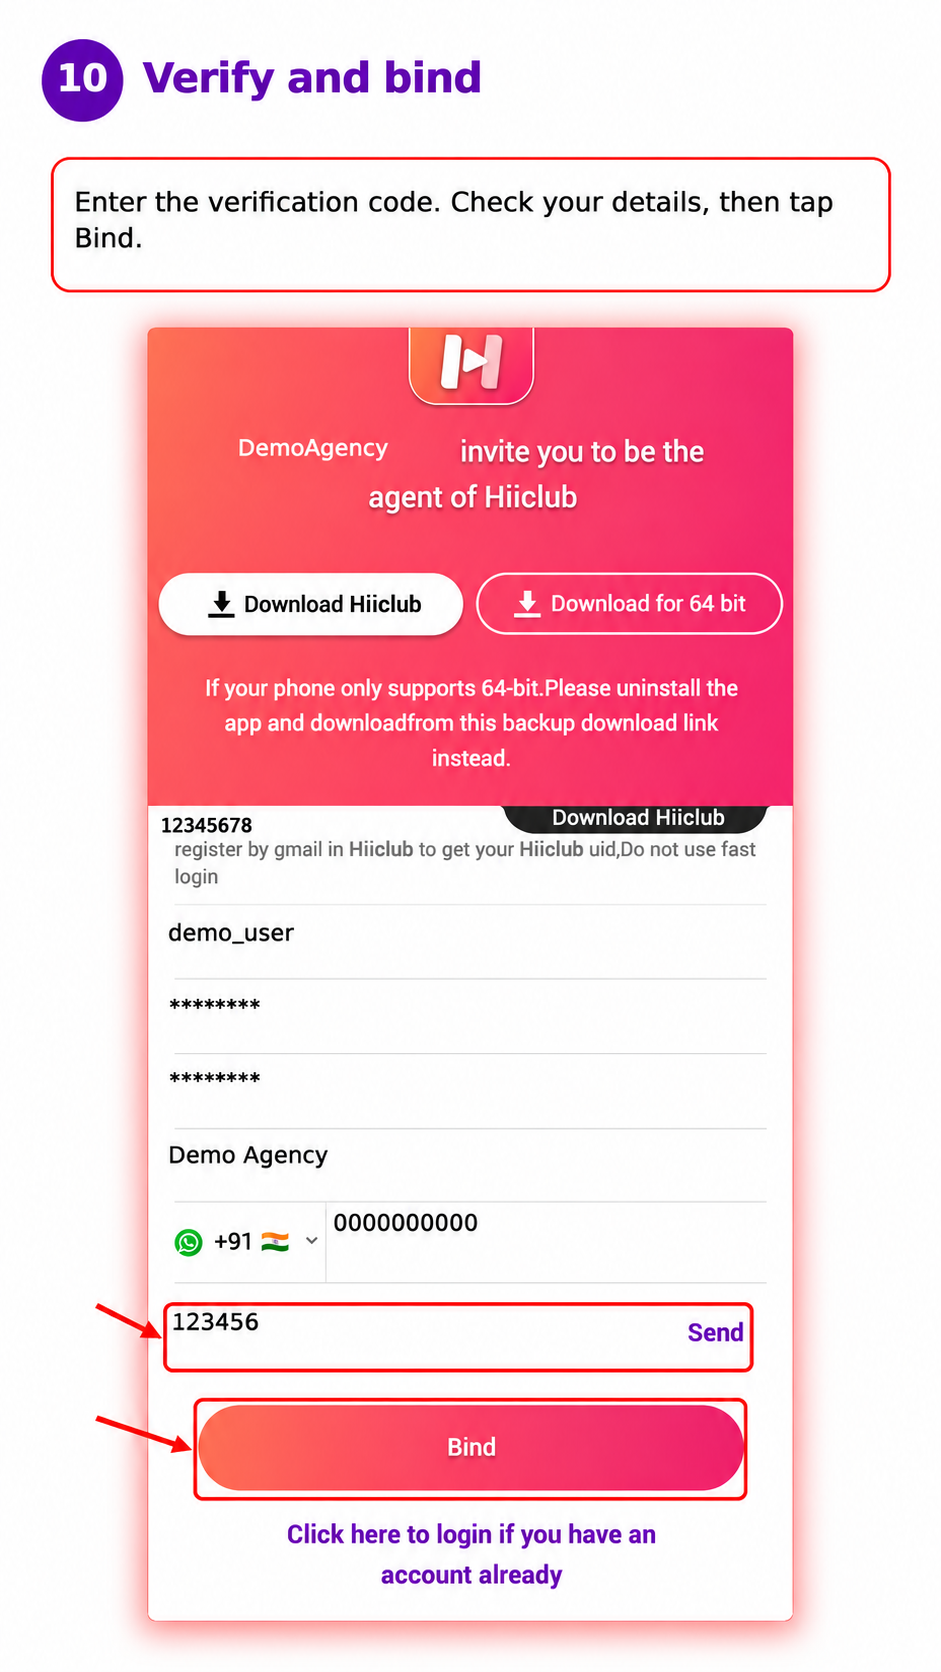 10 Verify and bind
Enter the verification code. Check your details, then tap
Bind.
DemoAgency invite you to be the
agent of Hiiclub
Download Hiiclub Download for 64 bit
If your phone only supports 64-bit.Please uninstall the
app and downloadfrom this backup download link
instead.
12345678 Download Hiiclub
register by gmail in Hiiclub to get your Hiiclub uid,Do not use fast
login
demo_user
********
********
Demo Agency
+91 0000000000
123456 Send
Bind
Click here to login if you have an
account already